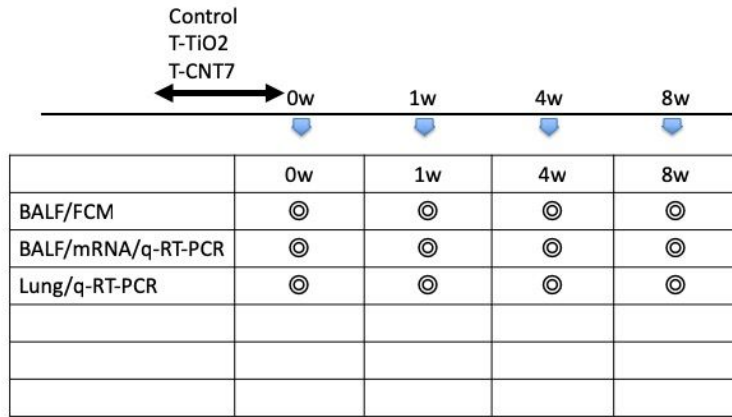 Control
T-TiO2
T-CNT7
0w 1w 4w 8w
0w 1w 4w 8w
BALF/FCM ◎ ◎ ◎ ◎
BALF/mRNA/q-RT-PCR ◎ ◎ ◎ ◎
Lung/q-RT-PCR ◎ ◎ ◎ ◎